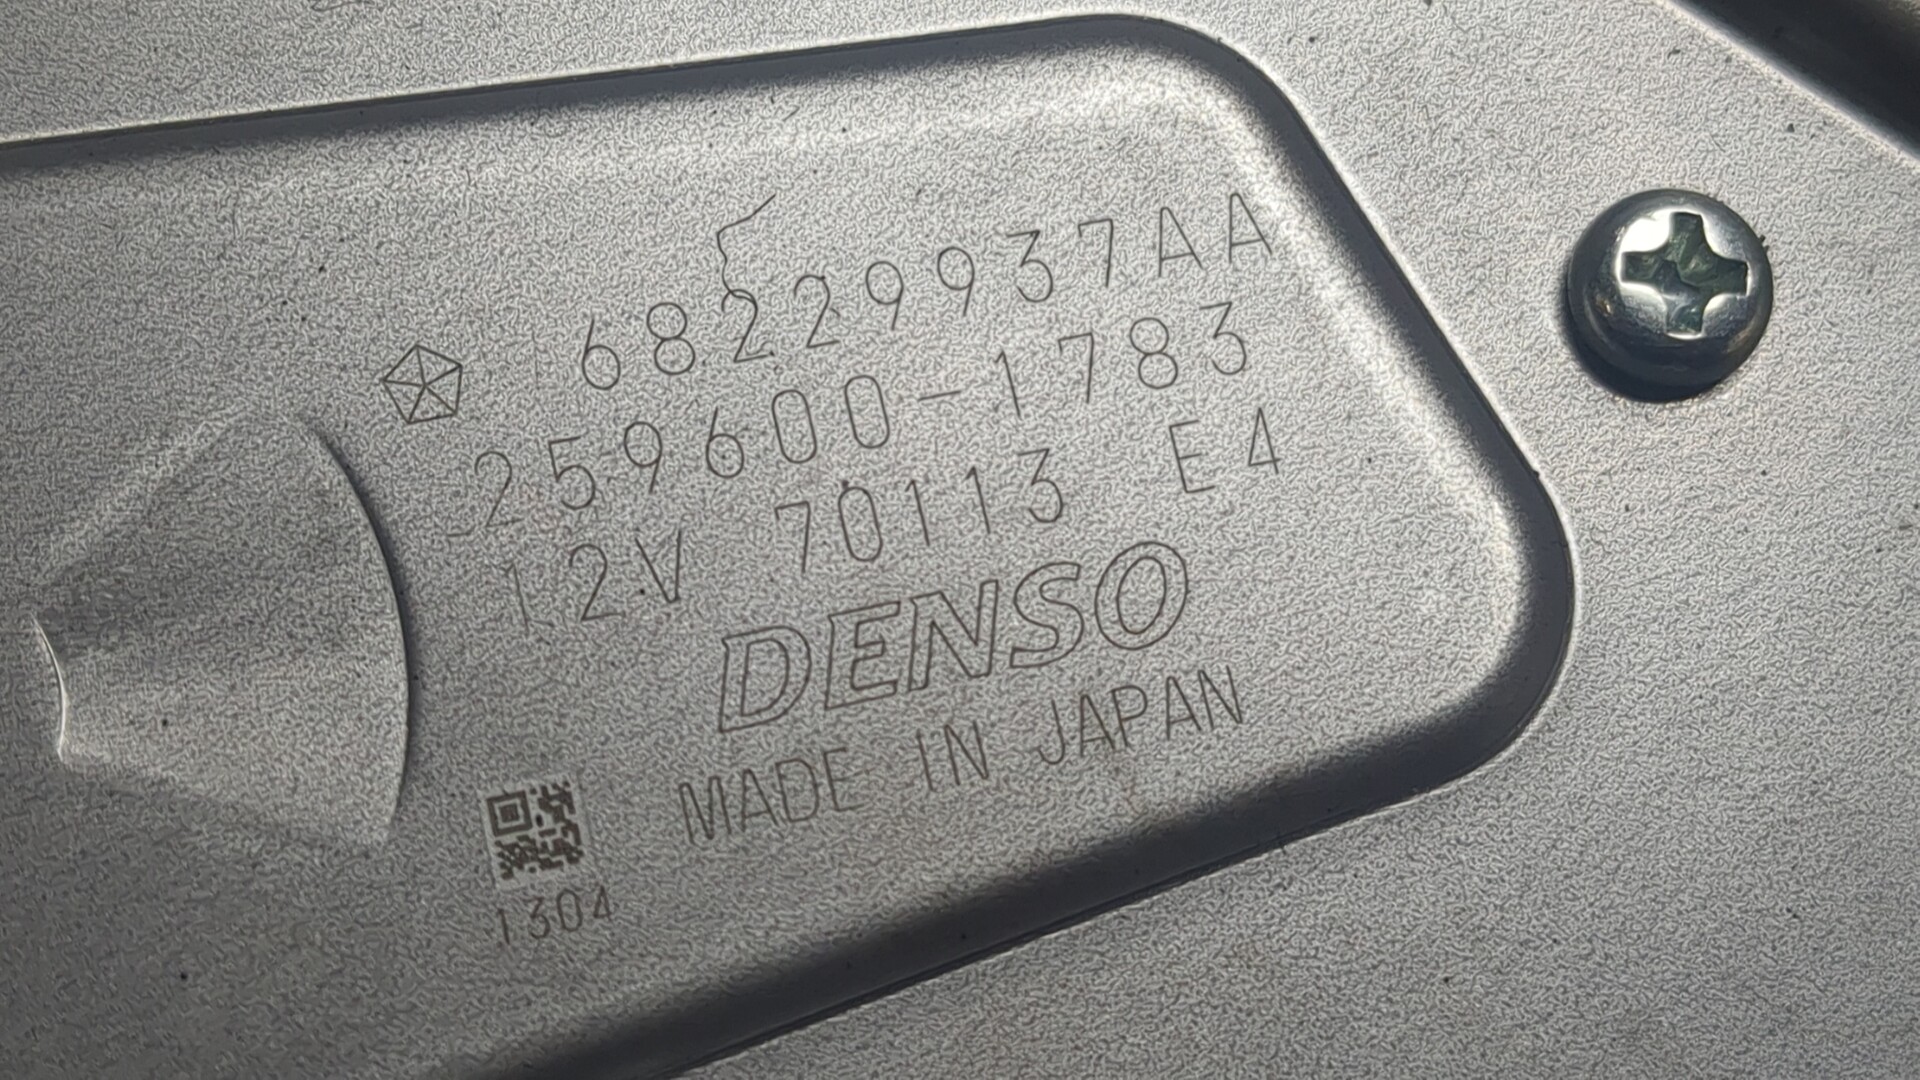 68229937AA
259600-1783
12V 70113 E4
DENSO
MADE IN JAPAN
1304